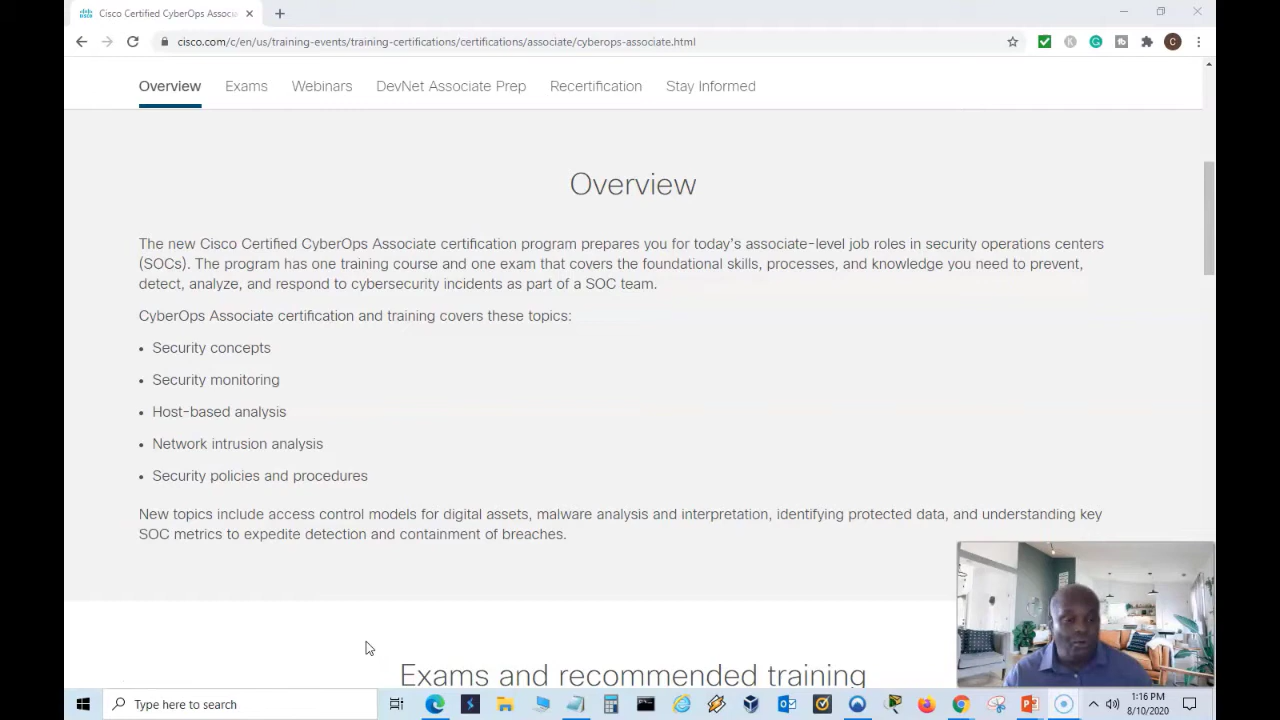 Cisco Certified CyberOps Associa
cisco.com/c/en/us/training-events/training-certifications/certifications/associate/cyberops-associate.html
C
Overview Exams Webinars DevNet Associate Prep Recertification Stay Informed
Overview
The new Cisco Certified CyberOps Associate certification program prepares you for today's associate-level job roles in security operations centers
(SOCs). The program has one training course and one exam that covers the foundational skills, processes, and knowledge you need to prevent,
detect, analyze, and respond to cybersecurity incidents as part of a SOC team.
CyberOps Associate certification and training covers these topics:
• Security concepts
• Security monitoring
• Host-based analysis
• Network intrusion analysis
• Security policies and procedures
New topics include access control models for digital assets, malware analysis and interpretation, identifying protected data, and understanding key
SOC metrics to expedite detection and containment of breaches.
Exams and recommended training
Type here to search
1:16 PM
8/10/2020